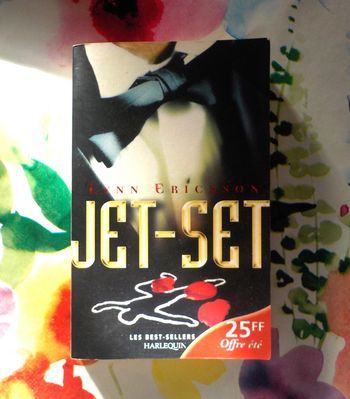 LYNN ERICKSON
JET-SET
LES BEST-SELLERS
HARLEQUIN
25FF
Offre été